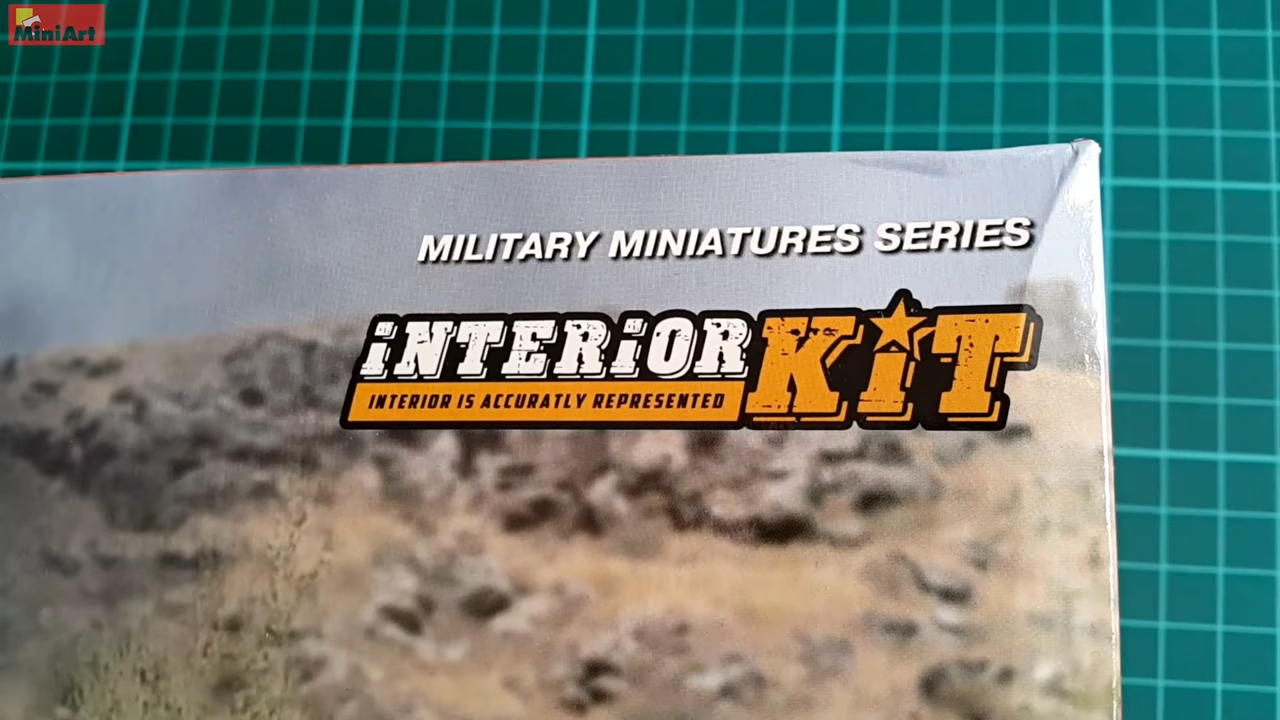 MiniArt
MILITARY MINIATURES SERIES
iNTERiOR KiT
INTERIOR IS ACCURATLY REPRESENTED